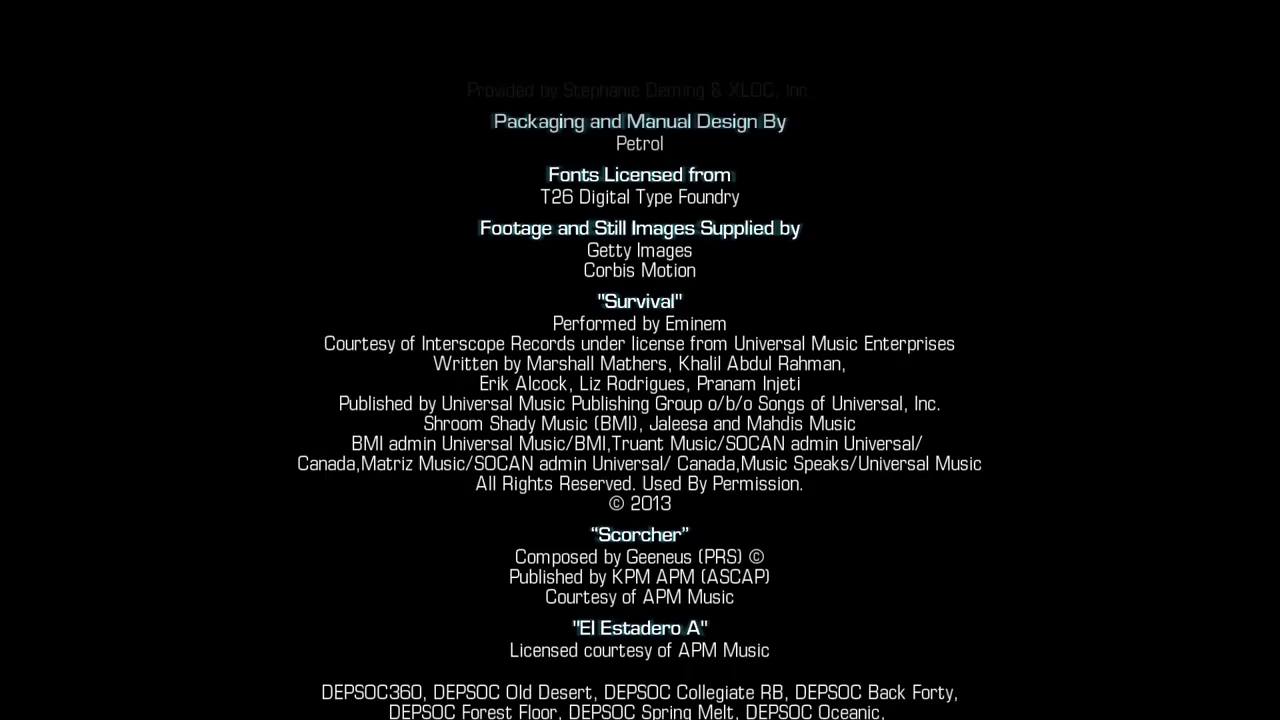 Provided by Stephanie Deming & XLOC, Inc.
Packaging and Manual Design By
Petrol
Fonts Licensed from
T26 Digital Type Foundry
Footage and Still Images Supplied by
Getty Images
Corbis Motion
"Survival"
Performed by Eminem
Courtesy of Interscope Records under license from Universal Music Enterprises
Written by Marshall Mathers, Khalil Abdul Rahman,
Erik Alcock, Liz Rodrigues, Pranam Injeti
Published by Universal Music Publishing Group o/b/o Songs of Universal, Inc.
Shroom Shady Music (BMI), Jaleesa and Mahdis Music
BMI admin Universal Music/BMI,Truant Music/SOCAN admin Universal/
Canada,Matriz Music/SOCAN admin Universal/ Canada,Music Speaks/Universal Music
All Rights Reserved. Used By Permission.
© 2013
“Scorcher”
Composed by Geeneus (PRS) ©
Published by KPM APM (ASCAP)
Courtesy of APM Music
"El Estadero A"
Licensed courtesy of APM Music
DEPSOC360, DEPSOC Old Desert, DEPSOC Collegiate RB, DEPSOC Back Forty,
DEPSOC Forest Floor, DEPSOC Spring Melt, DEPSOC Oceanic,